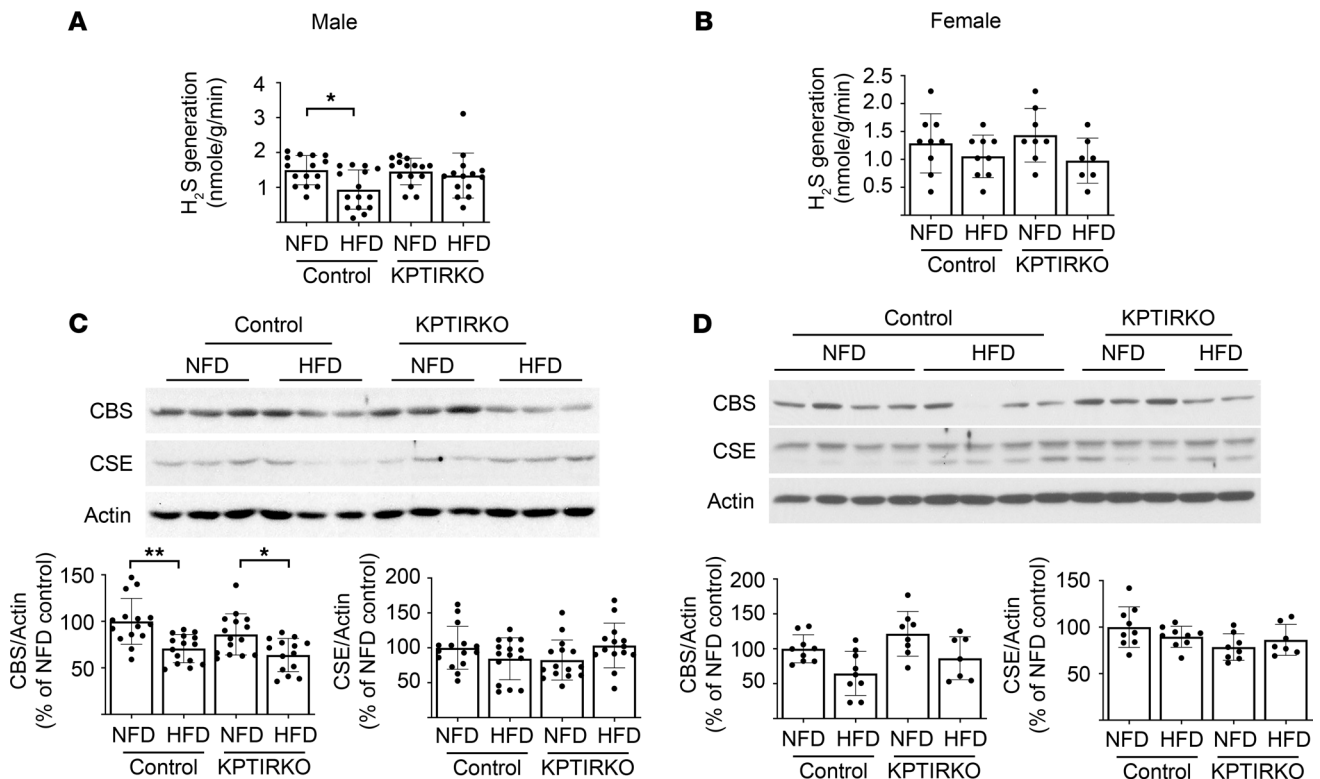 A
Male
H2S generation
(nmole/g/min)
4
3
2
1
*
NFD HFD NFD HFD
Control KPTIRKO
B
Female
H2S generation
(nmole/g/min)
2.5
2.0
1.5
1.0
0.5
NFD HFD NFD HFD
Control KPTIRKO
C
Control KPTIRKO
NFD HFD NFD HFD
CBS
CSE
Actin
CBS/Actin
(% of NFD control)
150
100
50
** *
NFD HFD NFD HFD
Control KPTIRKO
CSE/Actin
(% of NFD control)
200
150
100
50
NFD HFD NFD HFD
Control KPTIRKO
D
Control KPTIRKO
NFD HFD NFD HFD
CBS
CSE
Actin
CBS/Actin
(% of NFD control)
200
150
100
50
NFD HFD NFD HFD
Control KPTIRKO
CSE/Actin
(% of NFD control)
150
100
50
NFD HFD NFD HFD
Control KPTIRKO